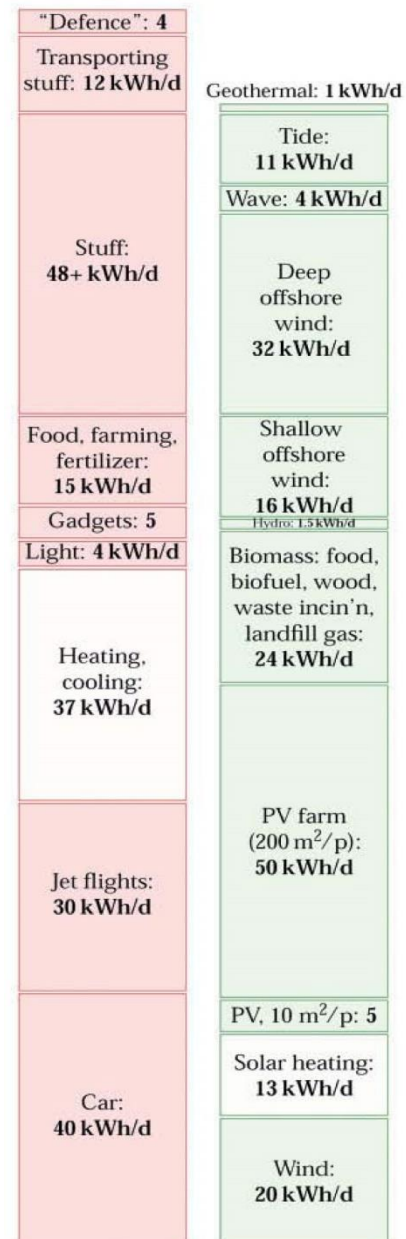 “Defence”: 4
Transporting
stuff: 12 kWh/d
Stuff:
48+ kWh/d
Food, farming,
fertilizer:
15 kWh/d
Gadgets: 5
Light: 4 kWh/d
Heating,
cooling:
37 kWh/d
Jet flights:
30 kWh/d
Car:
40 kWh/d
Geothermal: 1 kWh/d
Tide:
11 kWh/d
Wave: 4 kWh/d
Deep
offshore
wind:
32 kWh/d
Shallow
offshore
wind:
16 kWh/d
Hydro: 1.5 kWh/d
Biomass: food,
biofuel, wood,
waste incin’n,
landfill gas:
24 kWh/d
PV farm
(200 m²/p):
50 kWh/d
PV, 10 m²/p: 5
Solar heating:
13 kWh/d
Wind:
20 kWh/d